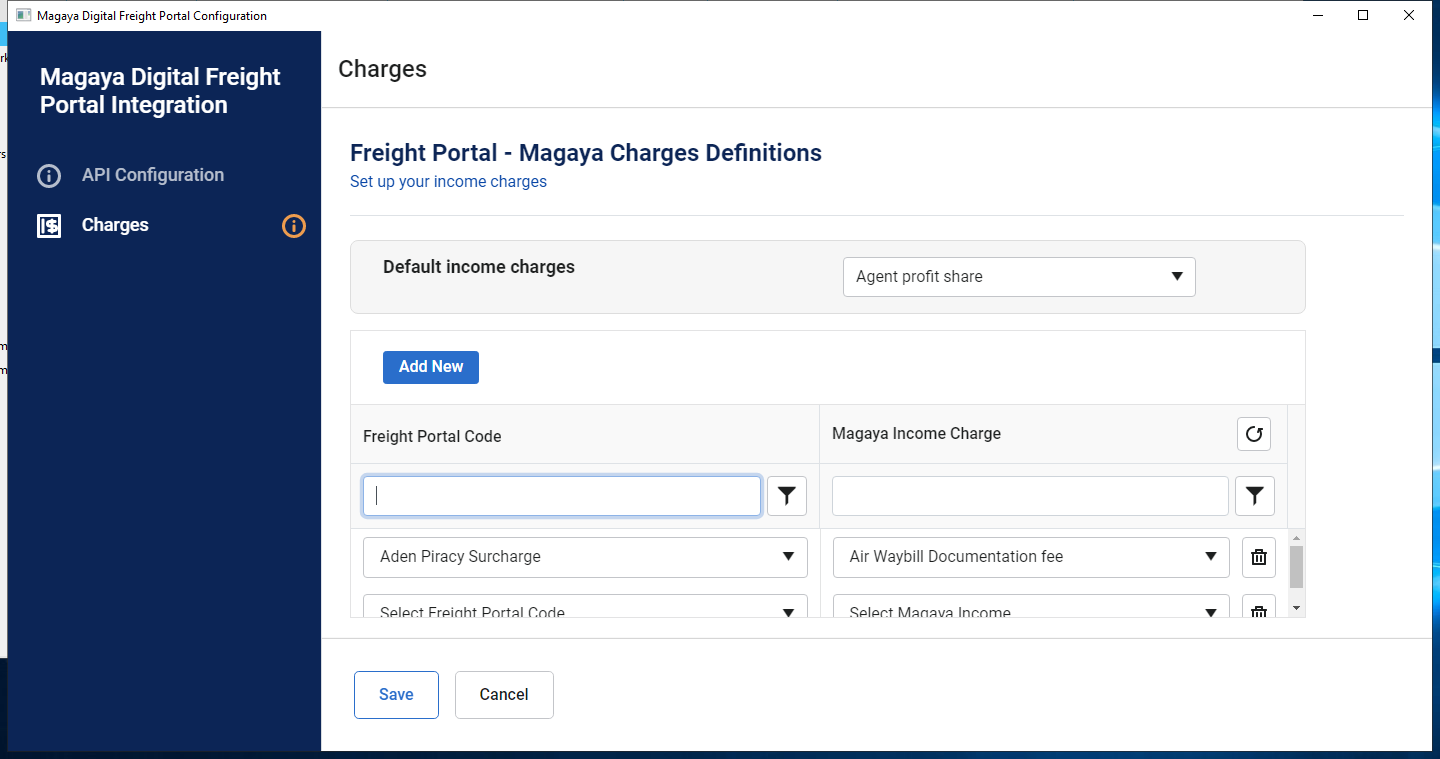 Magaya Digital Freight Portal Configuration
Magaya Digital Freight
Portal Integration
API Configuration
Charges
Charges
Freight Portal - Magaya Charges Definitions
Set up your income charges
Default income charges
Agent profit share
Add New
Freight Portal Code
Magaya Income Charge
Aden Piracy Surcharge
Air Waybill Documentation fee
Select Freight Portal Code
Select Magaya Income
Save
Cancel